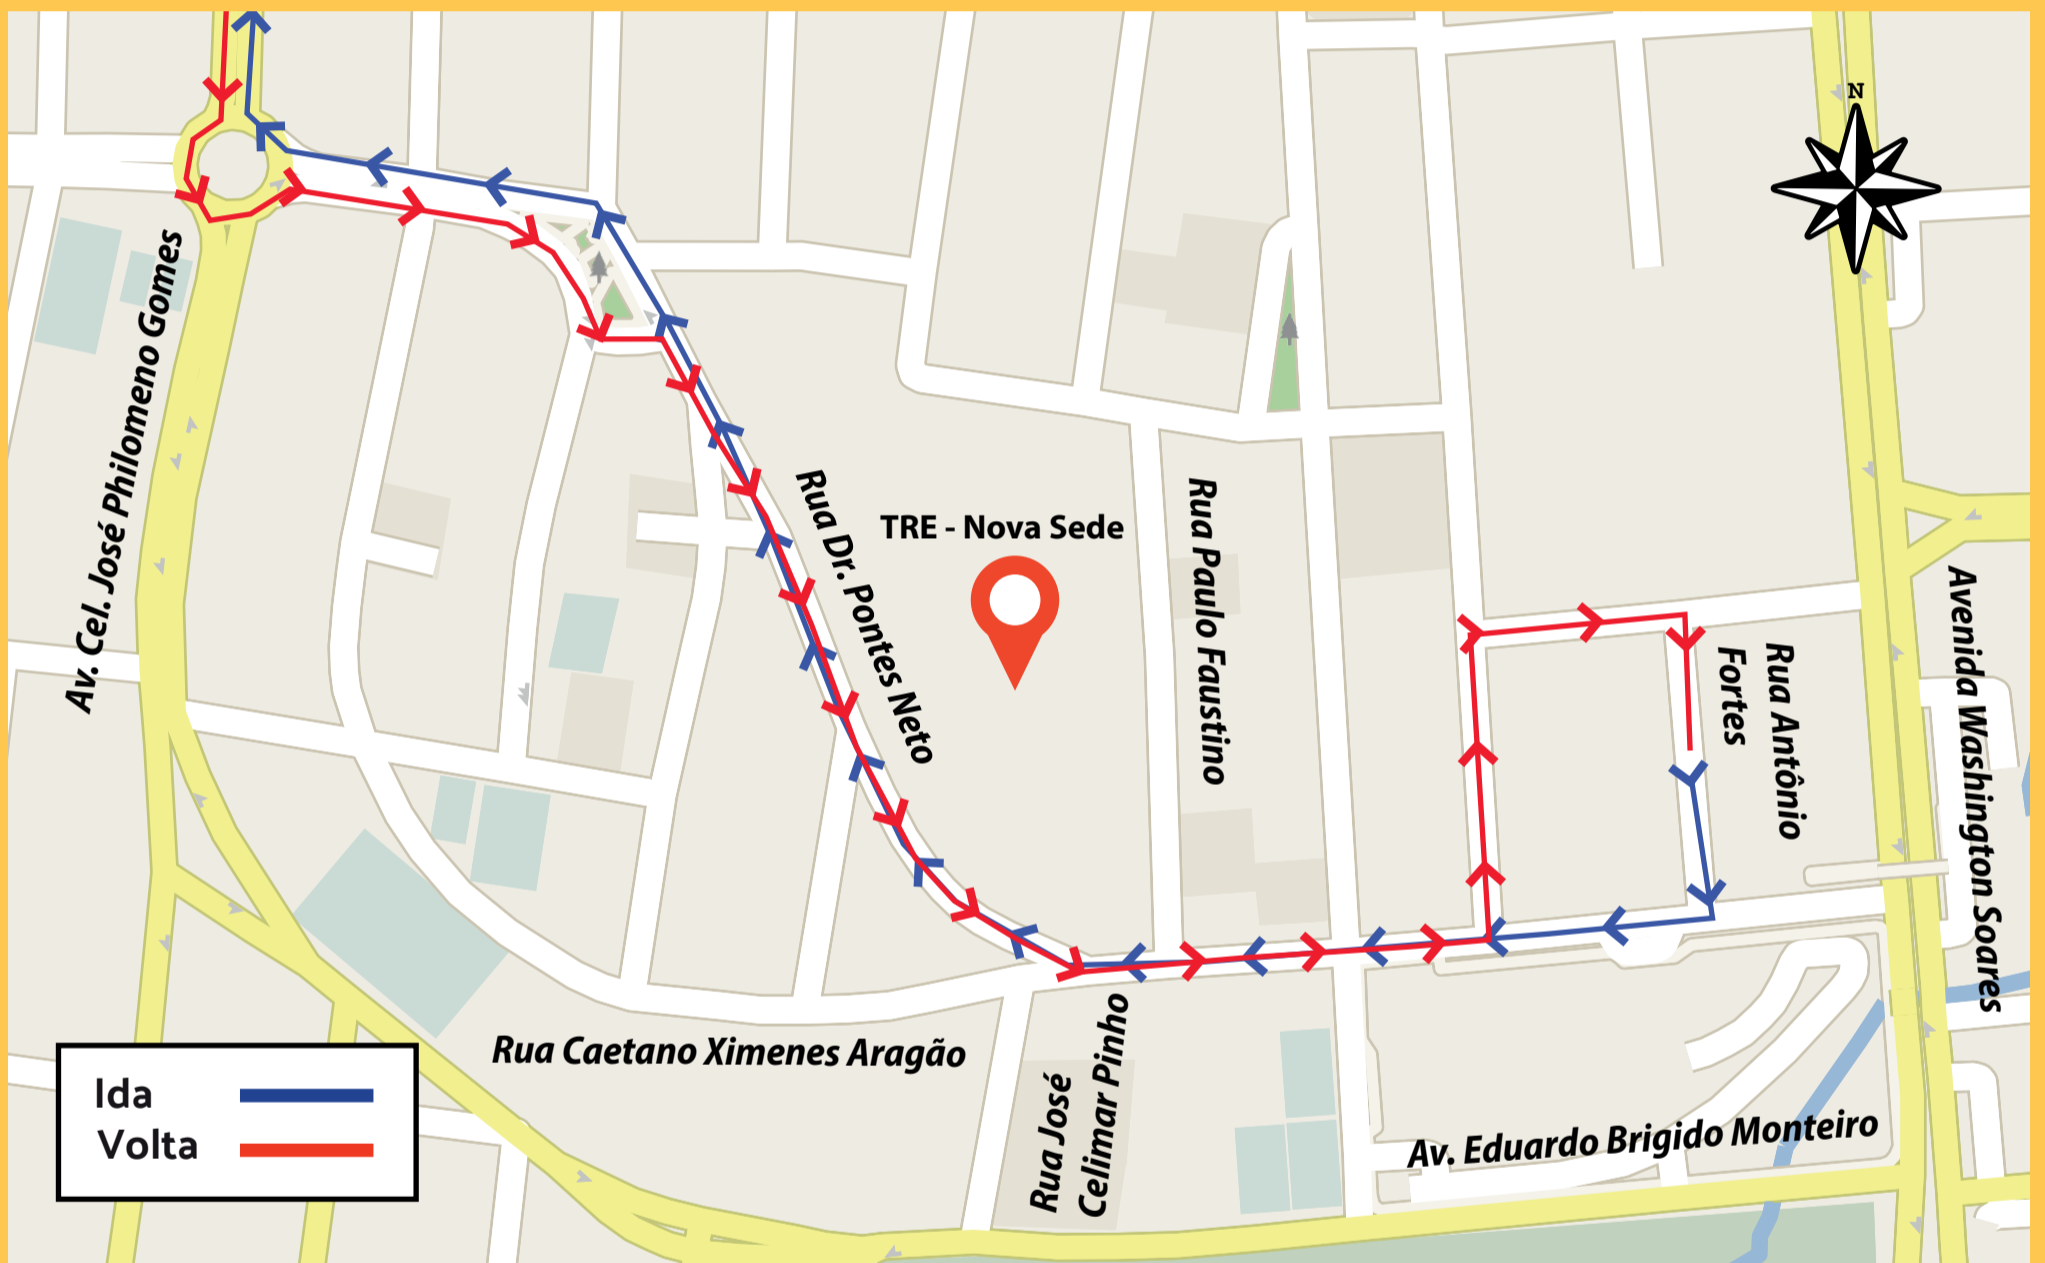 N
Av. Cel. José Philomeno Gomes
Rua Dr. Pontes Neto
TRE - Nova Sede
Rua Paulo Faustino
Rua Antônio
Fortes
Avenida Washington Soares
Rua Caetano Ximenes Aragão
Rua José
Celimar Pinho
Av. Eduardo Brigido Monteiro
Ida
Volta